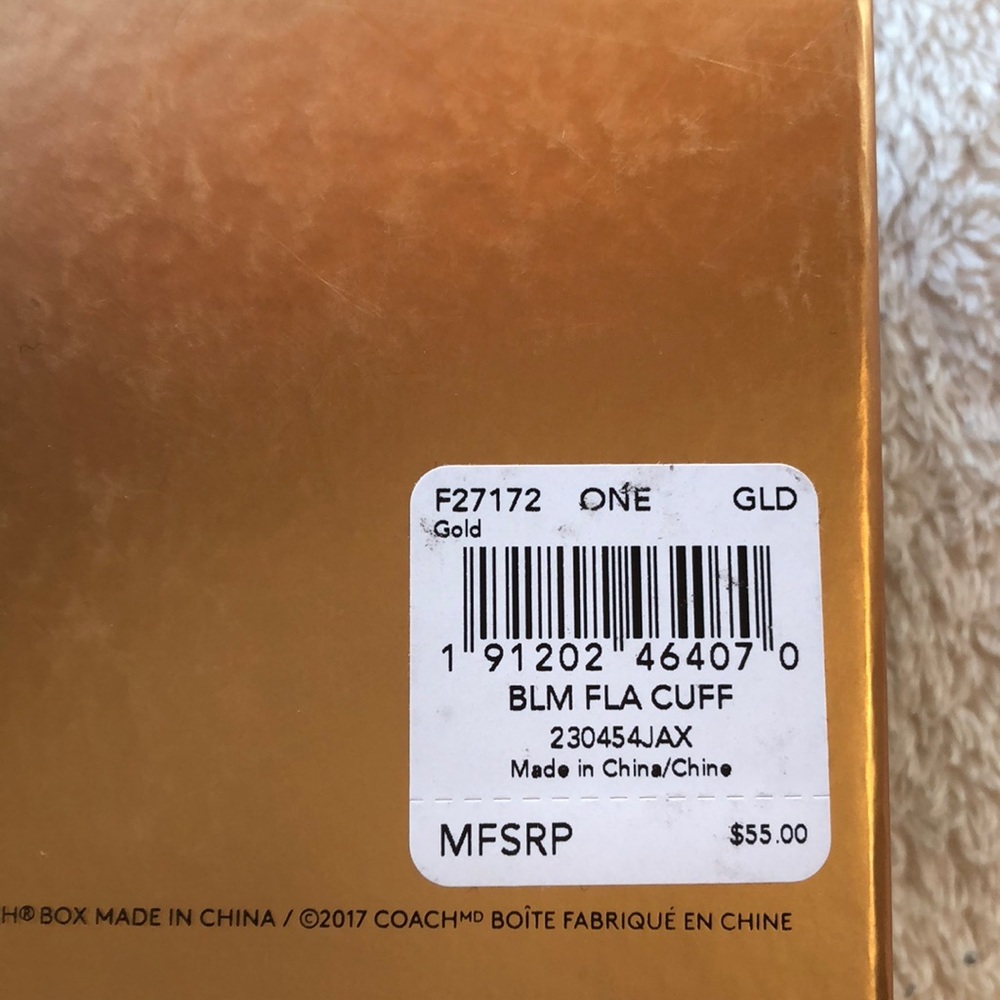 F27172 ONE GLD
Gold
1 91202 46407 0
BLM FLA CUFF
230454JAX
Made in China/Chine
MFSRP $55.00
H® BOX MADE IN CHINA / ©2017 COACHᴹᴰ BOÎTE FABRIQUÉ EN CHINE